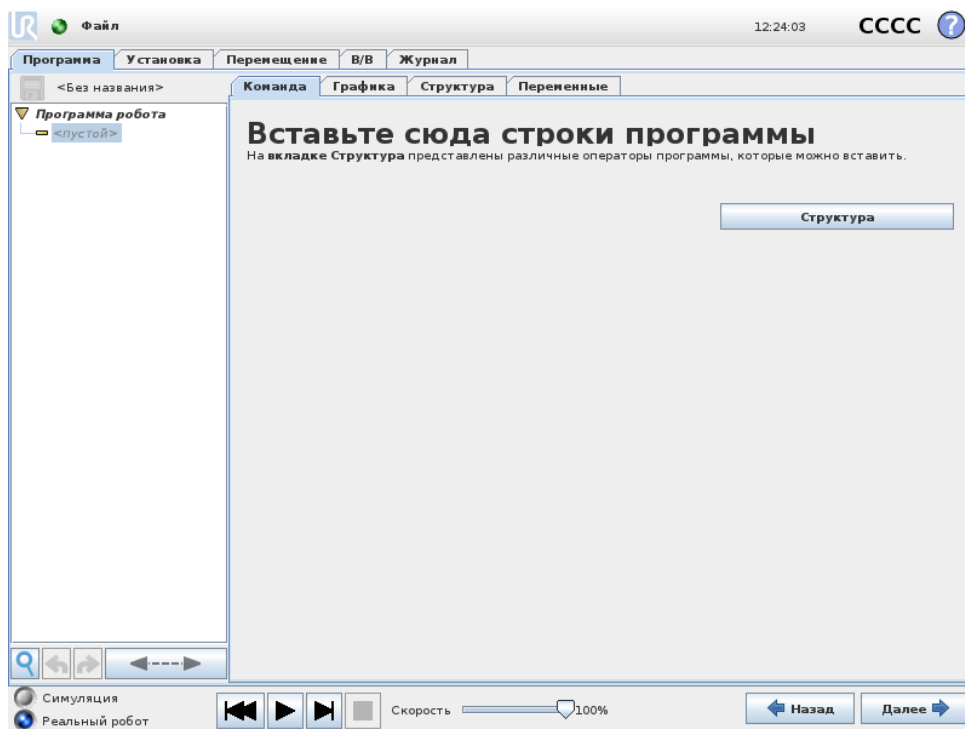 UR Файл 12:24:03 CCCC ?
Программа Установка Перемещение В/В Журнал
<Без названия> Команда Графика Структура Переменные
Программа робота
<пустой>
Вставьте сюда строки программы
На вкладке Структура представлены различные операторы программы, которые можно вставить.
Структура
Симуляция
Реальный робот
Скорость 100%
Назад Далее